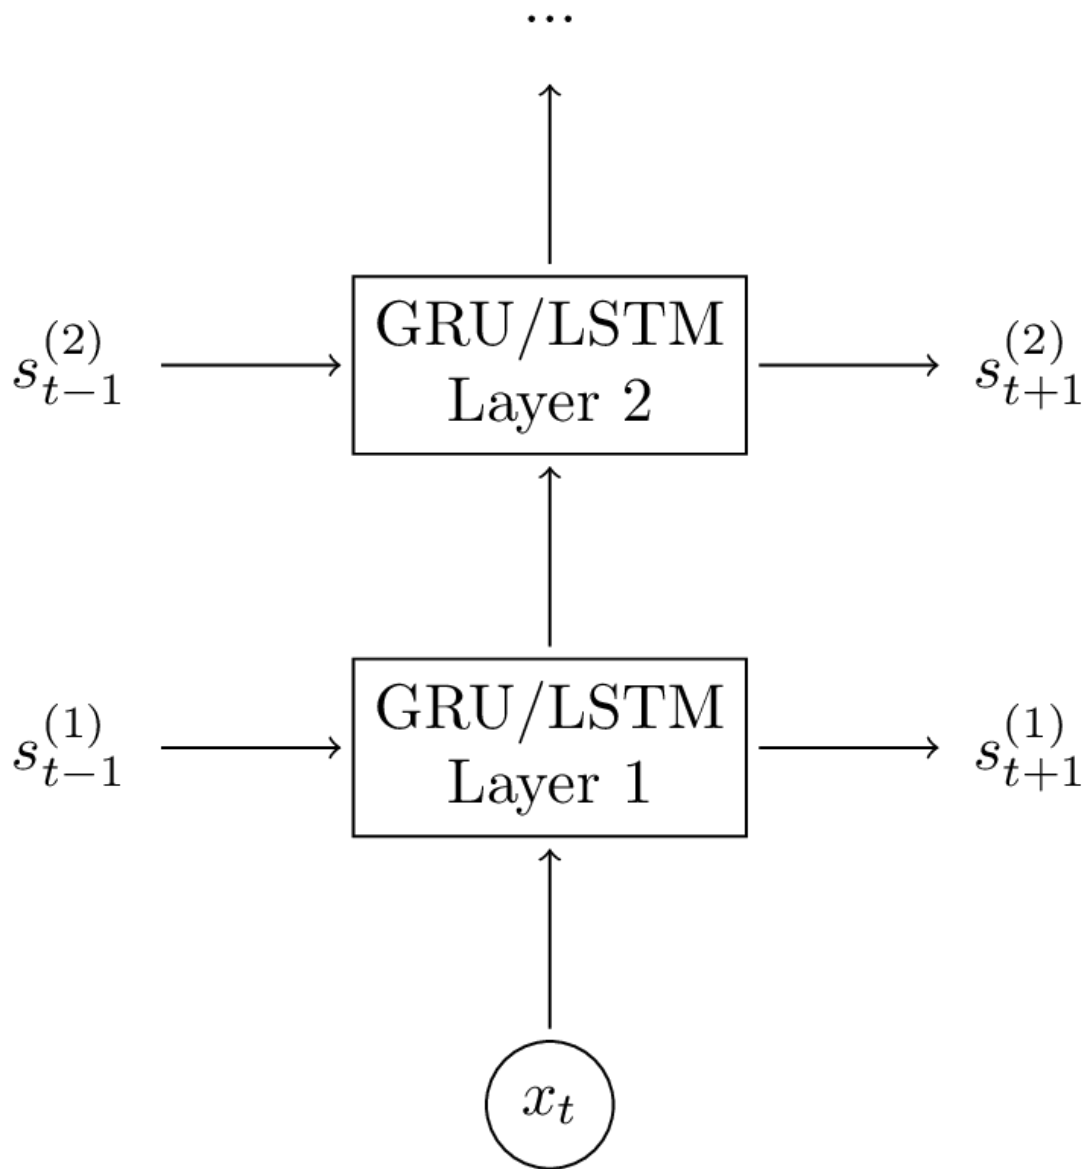 ...
s_{t-1}^{(2)}
GRU/LSTM
Layer 2
s_{t+1}^{(2)}
s_{t-1}^{(1)}
GRU/LSTM
Layer 1
s_{t+1}^{(1)}
x_t